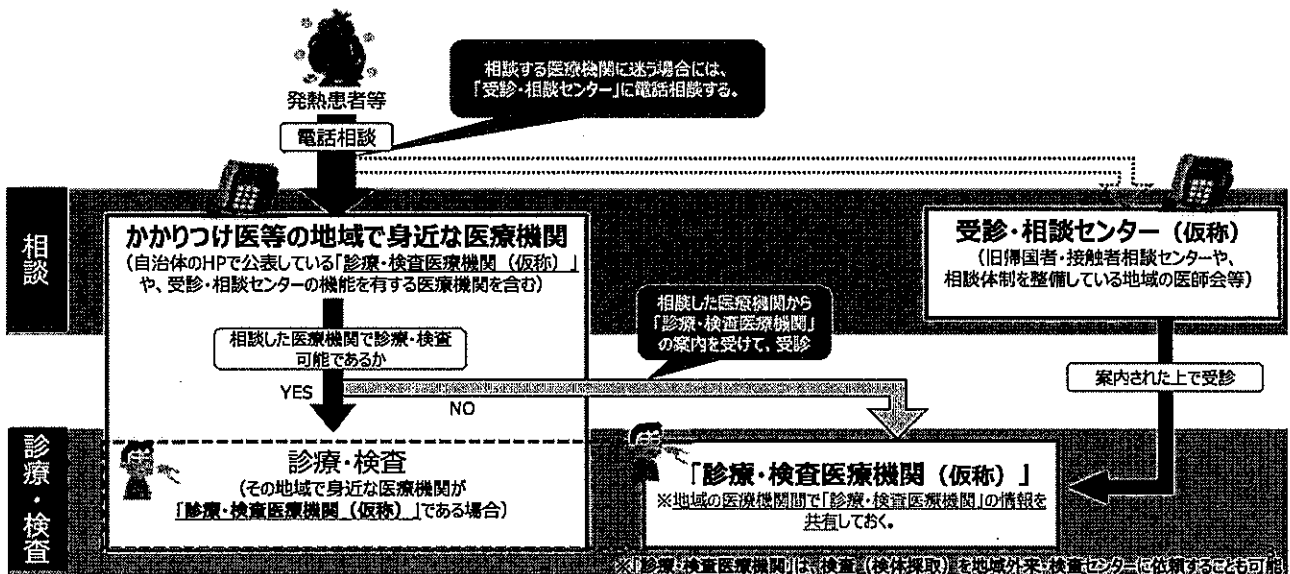 発熱患者等
電話相談
相談する医療機関に迷う場合には、
「受診・相談センター」に電話相談する。
相談
かかりつけ医等の地域で身近な医療機関
(自治体のHPで公表している「診療・検査医療機関(仮称)」
や、受診・相談センターの機能を有する医療機関を含む)
受診・相談センター(仮称)
(旧帰国者・接触者相談センターや、
相談体制を整備している地域の医師会等)
相談した医療機関で診療・検査
可能であるか
相談した医療機関から
「診療・検査医療機関」
の案内を受けて、受診
YES
NO
案内された上で受診
診療・検査
診療・検査
(その地域で身近な医療機関が
「診療・検査医療機関(仮称)」である場合)
「診療・検査医療機関(仮称)」
※地域の医療機関間で「診療・検査医療機関」の情報を
共有しておく。
※「診療・検査医療機関」は、検査(検体採取)を地域外来・検査センターに依頼することも可能